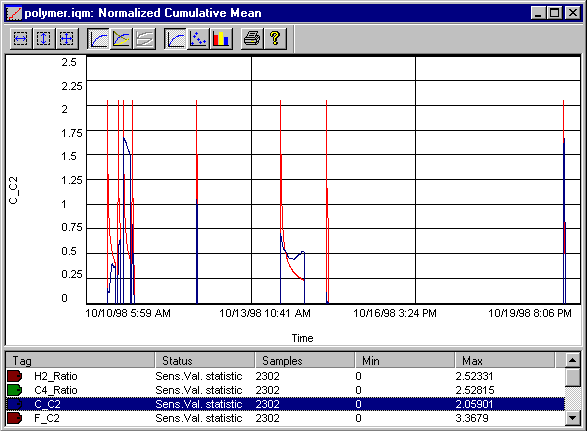 polymer.iqm: Normalized Cumulative Mean
?
2.5
2.25
2
1.75
1.5
1.25
1
0.75
0.5
0.25
0
C_C2
10/10/98 5:59 AM 10/13/98 10:41 AM 10/16/98 3:24 PM 10/19/98 8:06 PM
Time
Tag Status Samples Min Max
H2_Ratio Sens.Val. statistic 2302 0 2.52331
C4_Ratio Sens.Val. statistic 2302 0 2.52815
C_C2 Sens.Val. statistic 2302 0 2.05901
F_C2 Sens.Val. statistic 2302 0 3.3679